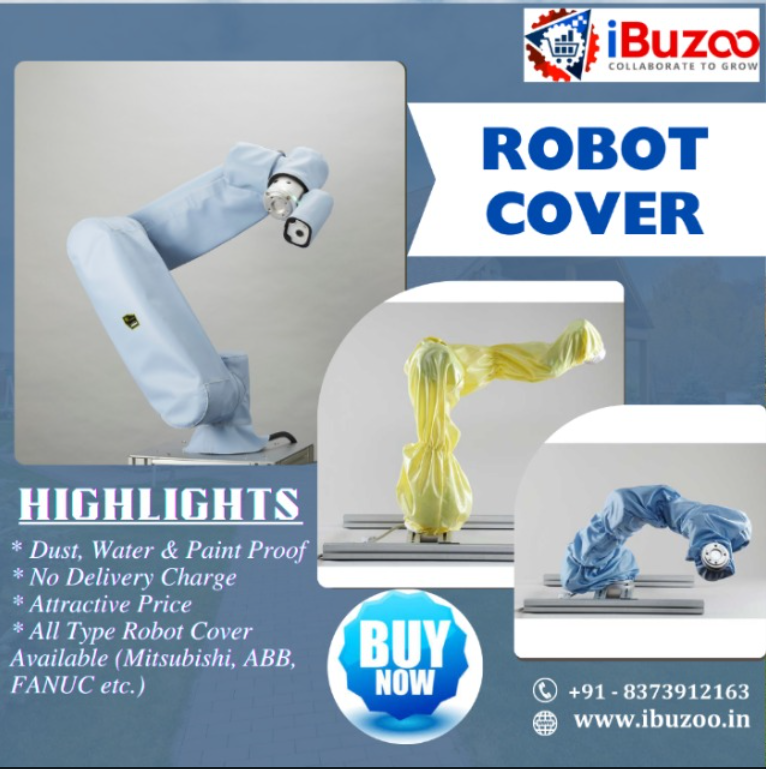 iBuzoo
COLLABORATE TO GROW
ROBOT
COVER
HIGHLIGHTS
* Dust, Water & Paint Proof
* No Delivery Charge
* Attractive Price
* All Type Robot Cover
Available (Mitsubishi, ABB,
FANUC etc.)
BUY
NOW
+91 - 8373912163
www.ibuzoo.in